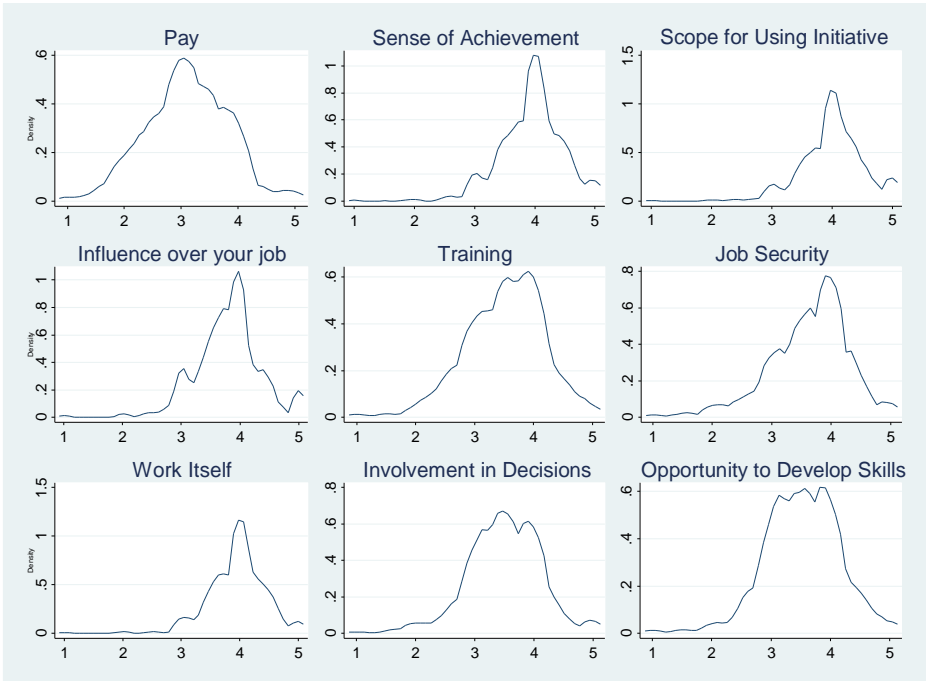 Pay
Sense of Achievement
Scope for Using Initiative
Density
0 .2 .4 .6
1 2 3 4 5
0 .2 .4 .6 .8 1
1 2 3 4 5
0 .5 1 1.5
1 2 3 4 5
Influence over your job
Training
Job Security
Density
0 .2 .4 .6 .8 1
1 2 3 4 5
0 .2 .4 .6
1 2 3 4 5
0 .2 .4 .6 .8
1 2 3 4 5
Work Itself
Involvement in Decisions
Opportunity to Develop Skills
Density
0 .5 1 1.5
1 2 3 4 5
0 .2 .4 .6 .8
1 2 3 4 5
0 .2 .4 .6
1 2 3 4 5